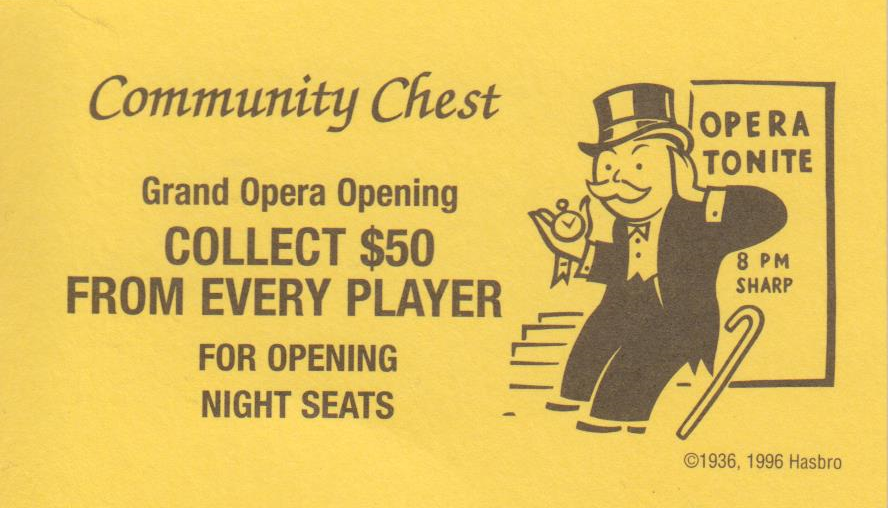 Community Chest
Grand Opera Opening
COLLECT $50
FROM EVERY PLAYER
FOR OPENING
NIGHT SEATS
OPERA
TONITE
8 PM
SHARP
©1936, 1996 Hasbro